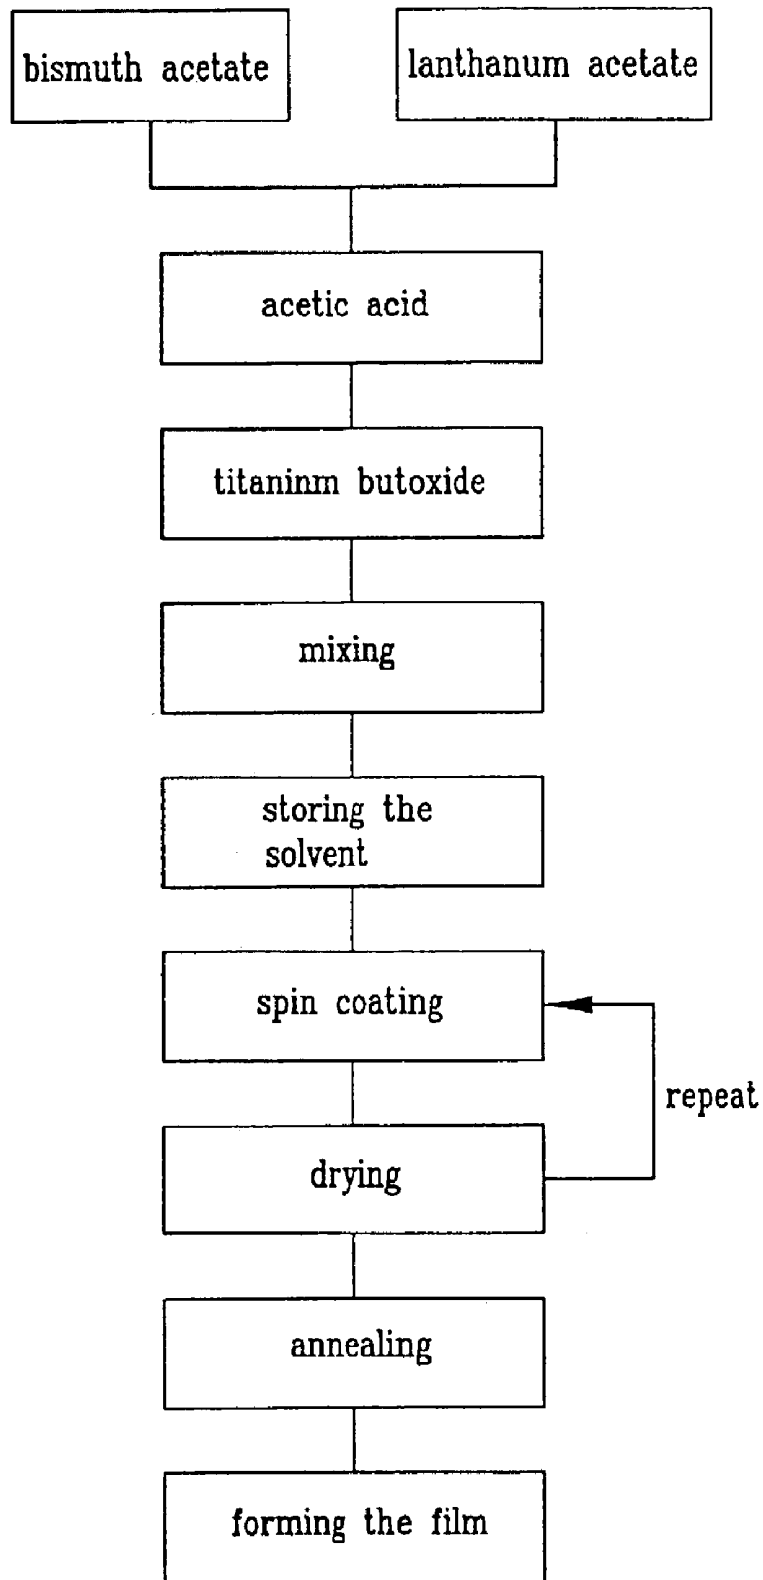 bismuth acetate
lanthanum acetate
acetic acid
titaninm butoxide
mixing
storing the
solvent
spin coating
repeat
drying
annealing
forming the film